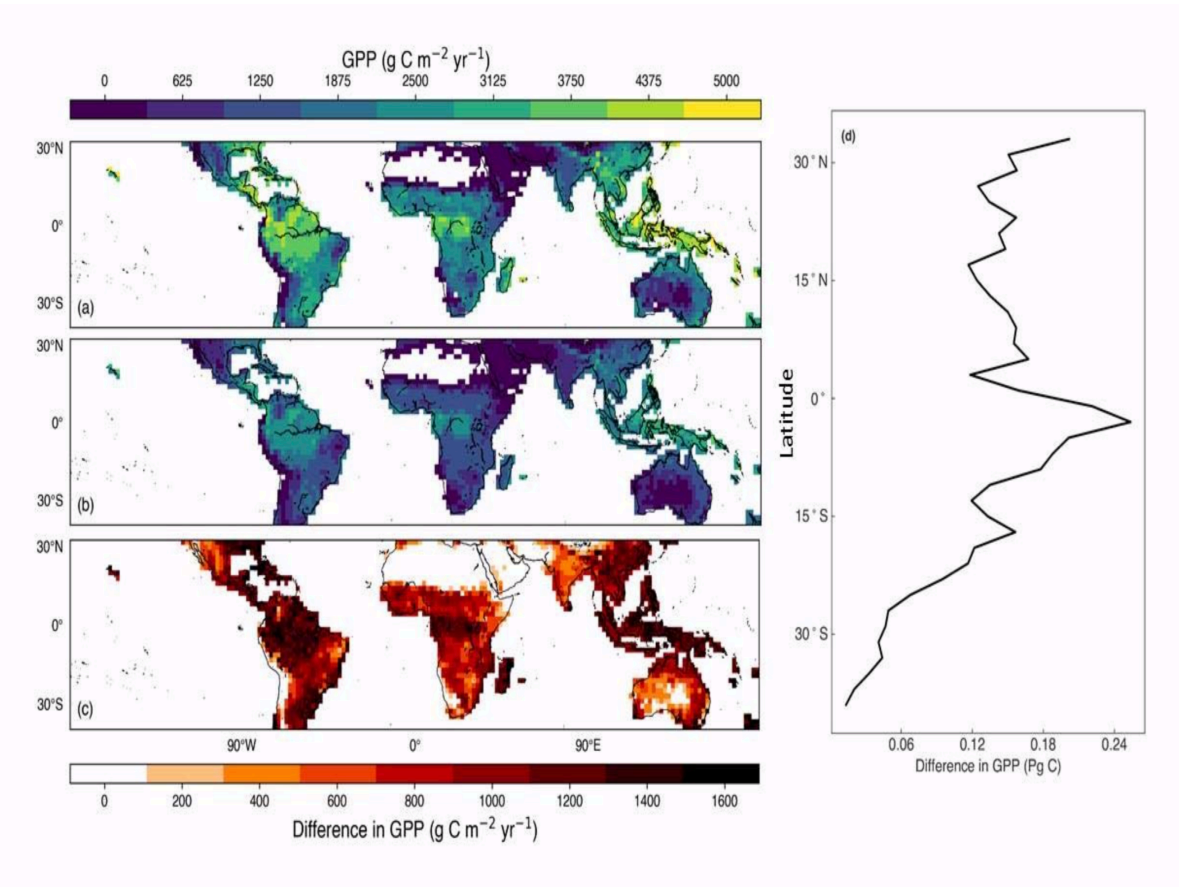 GPP (g C m⁻² yr⁻¹)
0 625 1250 1875 2500 3125 3750 4375 5000
30°N
0°
30°S
(a)
30°N
0°
30°S
(b)
30°N
0°
30°S
(c)
90°W 0° 90°E
0 200 400 600 800 1000 1200 1400 1600
Difference in GPP (g C m⁻² yr⁻¹)
(d)
30°N
15°N
0°
15°S
30°S
Latitude
0.06 0.12 0.18 0.24
Difference in GPP (Pg C)